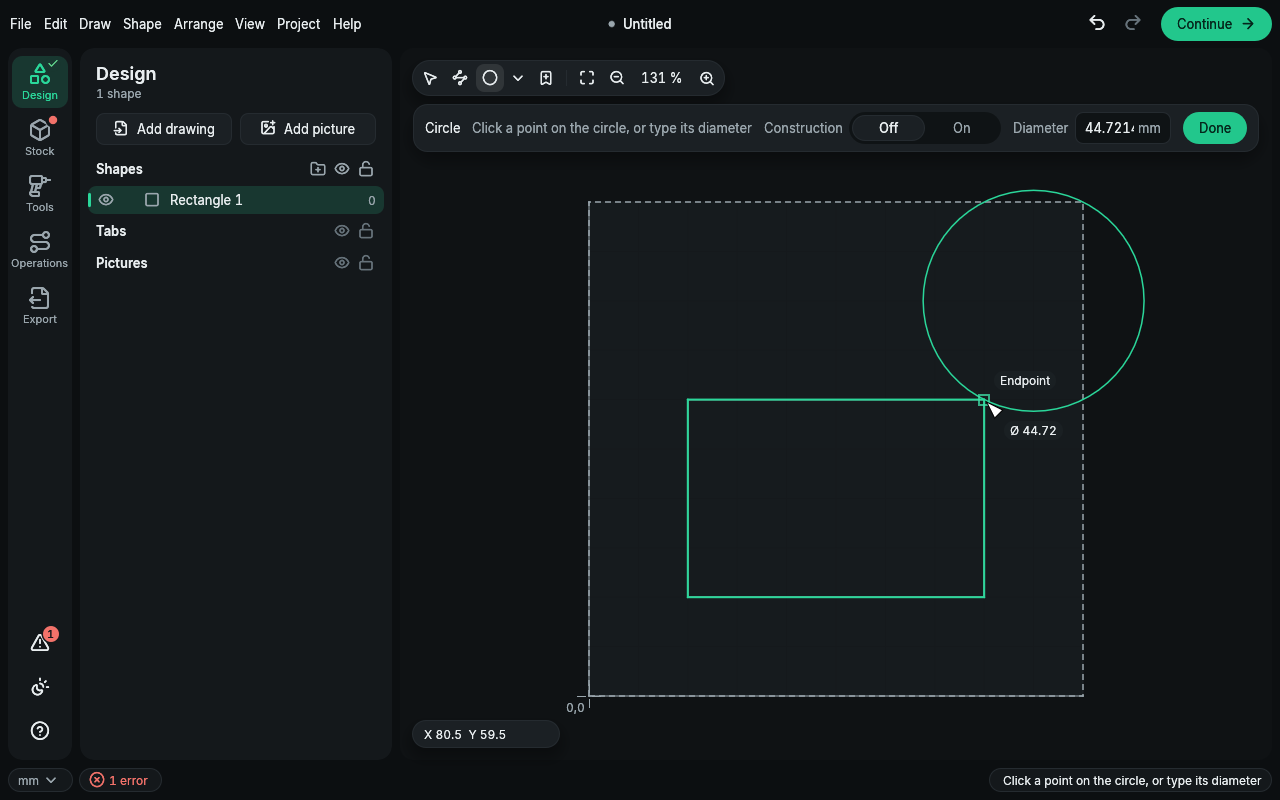 File Edit Draw Shape Arrange View Project Help
Untitled
Continue
Design
Stock
Tools
Operations
Export
1
Design
1 shape
Add drawing
Add picture
Shapes
Rectangle 1 0
Tabs
Pictures
131 %
Circle Click a point on the circle, or type its diameter Construction Off On Diameter 44.721 mm Done
Endpoint
Ø 44.72
0,0
X 80.5 Y 59.5
mm
1 error
Click a point on the circle, or type its diameter